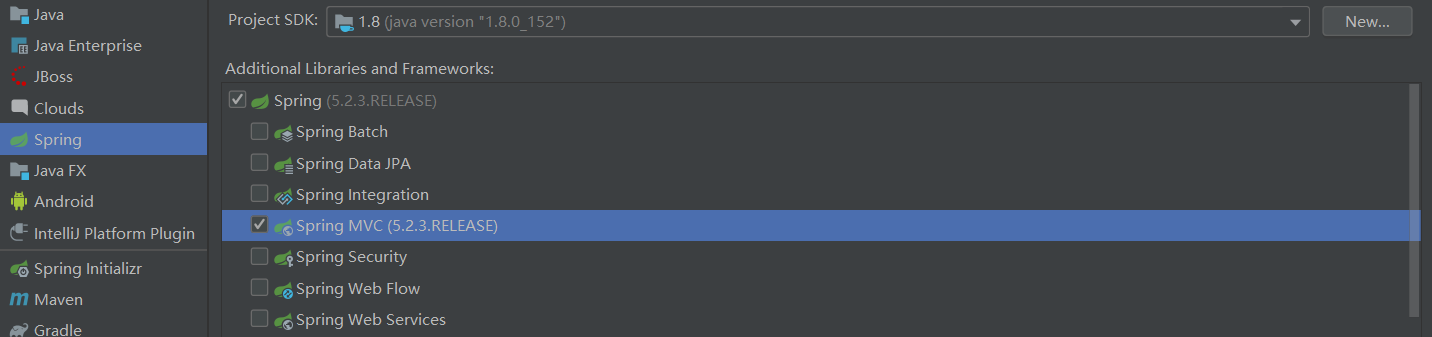 Java
Java Enterprise
JBoss
Clouds
Spring
Java FX
Android
IntelliJ Platform Plugin
Spring Initializr
Maven
Gradle
Project SDK: 1.8 (java version "1.8.0_152") New...
Additional Libraries and Frameworks:
Spring (5.2.3.RELEASE)
Spring Batch
Spring Data JPA
Spring Integration
Spring MVC (5.2.3.RELEASE)
Spring Security
Spring Web Flow
Spring Web Services